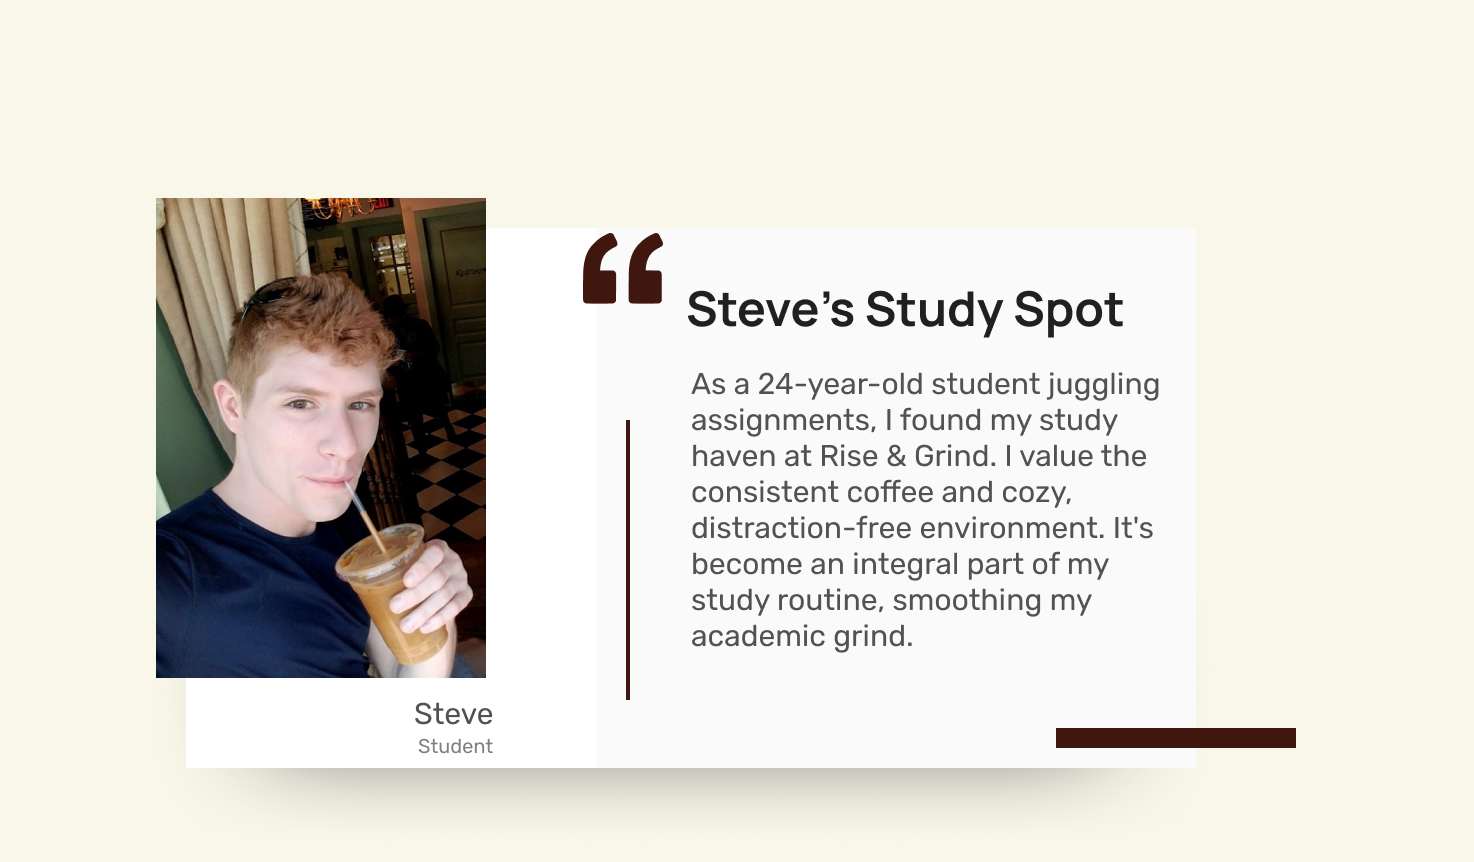 Steve's Study Spot
As a 24-year-old student juggling
assignments, I found my study
haven at Rise & Grind. I value the
consistent coffee and cozy,
distraction-free environment. It's
become an integral part of my
study routine, smoothing my
academic grind.
Steve
Student